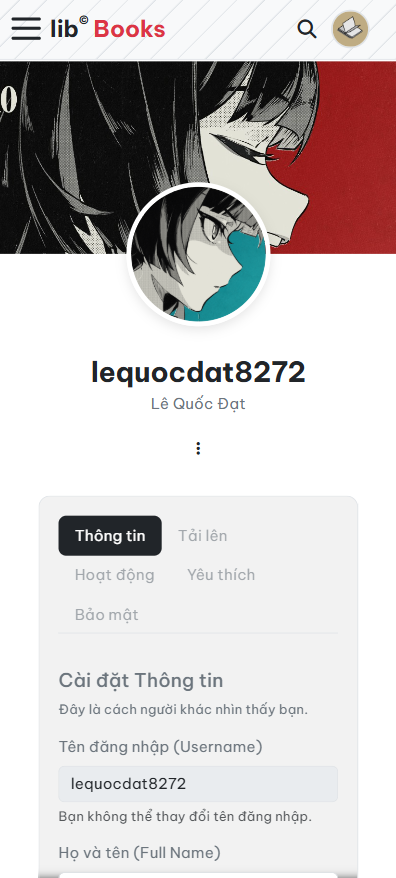 lib© Books
0
lequocdat8272
Lê Quốc Đạt
Thông tin Tải lên
Hoạt động Yêu thích
Bảo mật
Cài đặt Thông tin
Đây là cách người khác nhìn thấy bạn.
Tên đăng nhập (Username)
lequocdat8272
Bạn không thể thay đổi tên đăng nhập.
Họ và tên (Full Name)